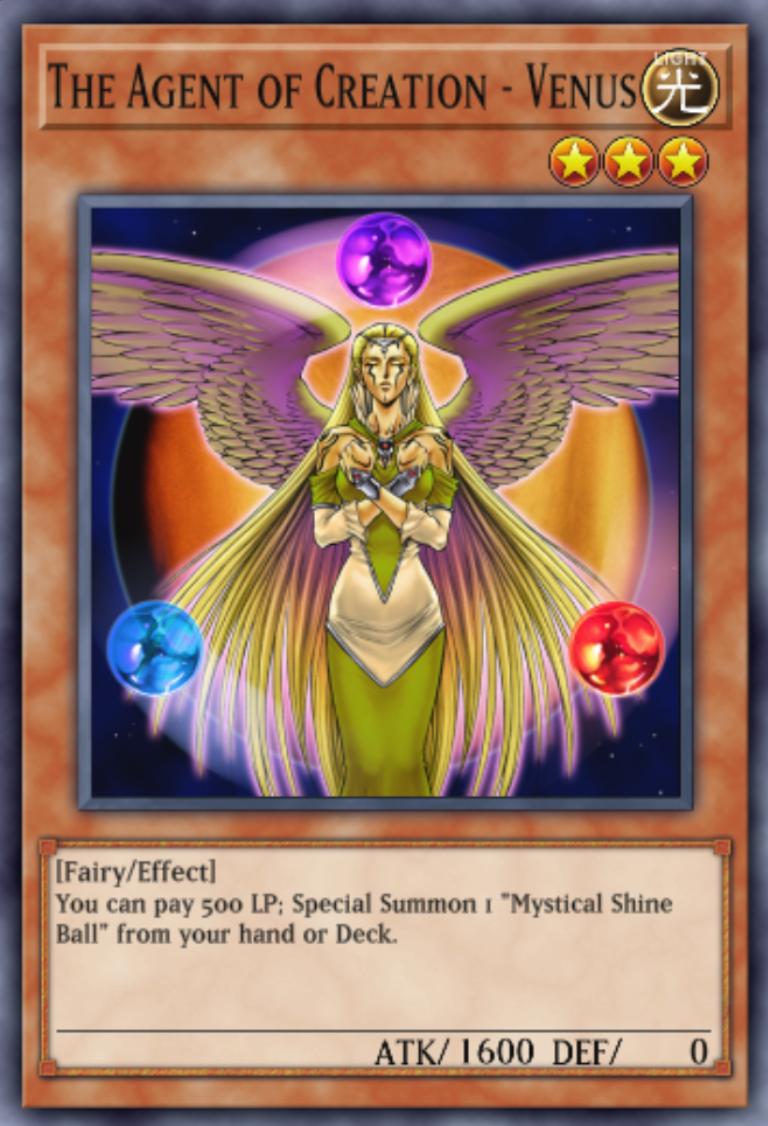 The Agent of Creation - Venus
LIGHT
光
[Fairy/Effect]
You can pay 500 LP; Special Summon 1 "Mystical Shine
Ball" from your hand or Deck.
ATK/ 1600 DEF/ 0